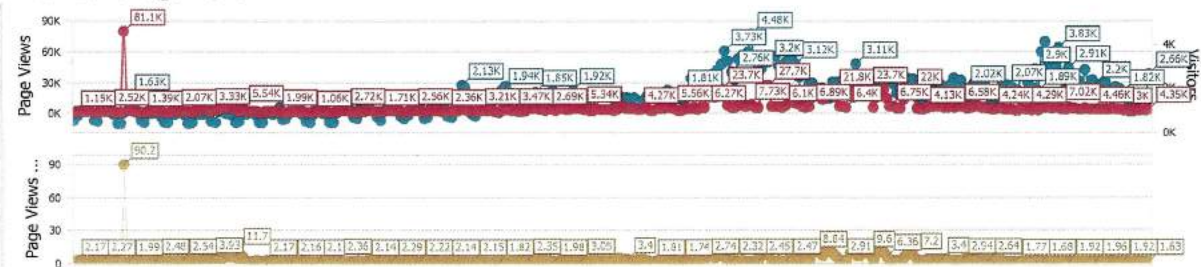 90K
81.1K
4.48K
3.73K
3.83K
4K
60K
2.76K
3.2K
3.12K
3.11K
2.9K
2.91K
2.66K
30K
1.63K
2.13K
1.94K
1.85K
1.92K
1.81K
23.7K
27.7K
21.8K
23.7K
22K
2.02K
2.07K
1.89K
2.2K
1.82K
1.15K 2.52K 1.39K 2.07K 3.33K 5.54K 1.99K 1.06K 2.72K 1.71K 2.56K 2.36K 3.21K 3.47K 2.69K 5.34K 4.27K 5.56K 6.27K 7.73K 6.1K 6.89K 6.4K 6.75K 4.13K 6.58K 4.24K 4.29K 7.02K 4.46K 3K 4.35K
0K
0K
Page Views
Visitors
90.2
90
60
30
11.7
2.17 2.27 1.99 2.48 2.54 3.93 2.17 2.16 2.1 2.36 2.14 2.29 2.22 2.14 2.15 1.82 2.35 1.98 3.05 3.4 1.81 1.74 2.74 2.32 2.45 2.47 8.84 2.91 9.6 6.36 7.2 3.4 2.94 2.64 1.77 1.68 1.92 1.96 1.92 1.63
0
Page Views ...